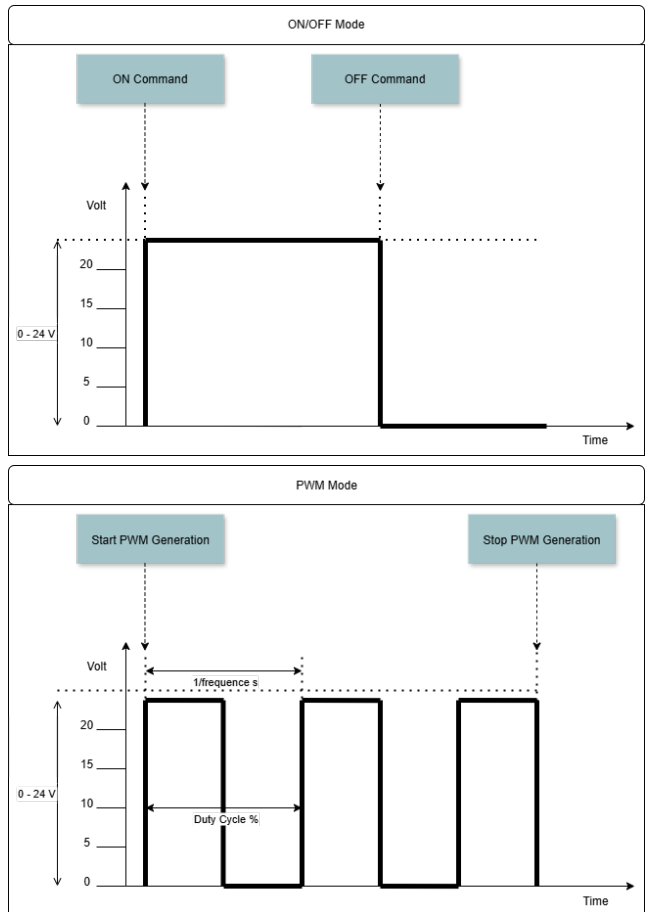 ON/OFF Mode
ON Command
OFF Command
Volt
20
15
0 - 24 V
10
5
0
Time
PWM Mode
Start PWM Generation
Stop PWM Generation
Volt
1/frequence s
20
15
0 - 24 V
10
Duty Cycle %
5
0
Time